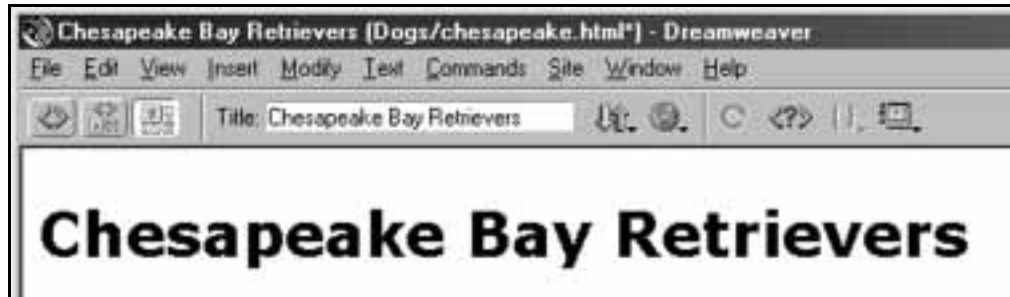 Chesapeake Bay Retrievers (Dogs/chesapeake.html*) - Dreamweaver
File Edit View Insert Modify Text Commands Site Window Help
Title: Chesapeake Bay Retrievers
Chesapeake Bay Retrievers